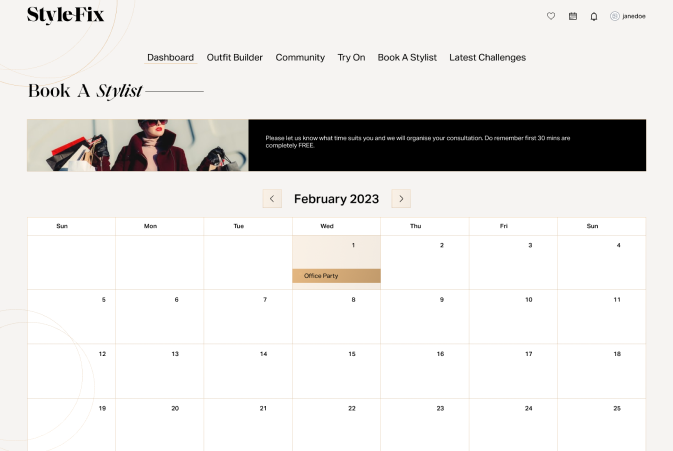 StyleFix
janedoe
Dashboard Outfit Builder Community Try On Book A Stylist Latest Challenges
Book A Stylist
Please let us know what time suits you and we will organise your consultation. Do remember first 30 mins are
completely FREE.
February 2023
Sun Mon Tue Wed Thu Fri Sun
1 2 3 4
Office Party
5 6 7 8 9 10 11
12 13 14 15 16 17 18
19 20 21 22 23 24 25